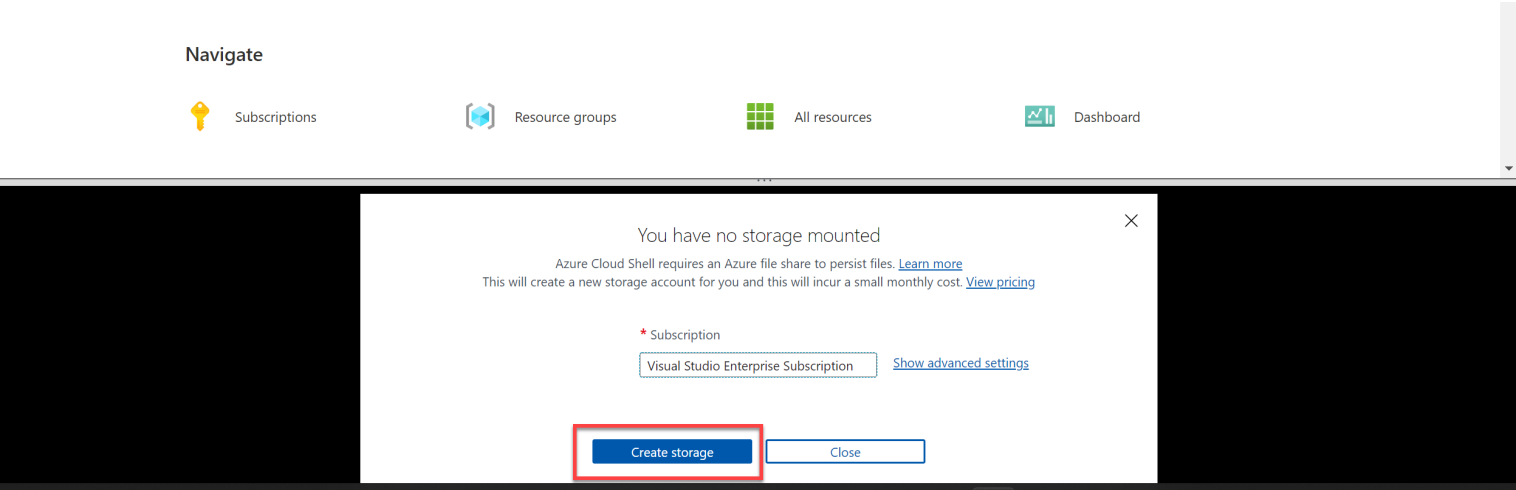 Navigate
Subscriptions
Resource groups
All resources
Dashboard
You have no storage mounted
Azure Cloud Shell requires an Azure file share to persist files. Learn more
This will create a new storage account for you and this will incur a small monthly cost. View pricing
* Subscription
Visual Studio Enterprise Subscription
Show advanced settings
Create storage
Close